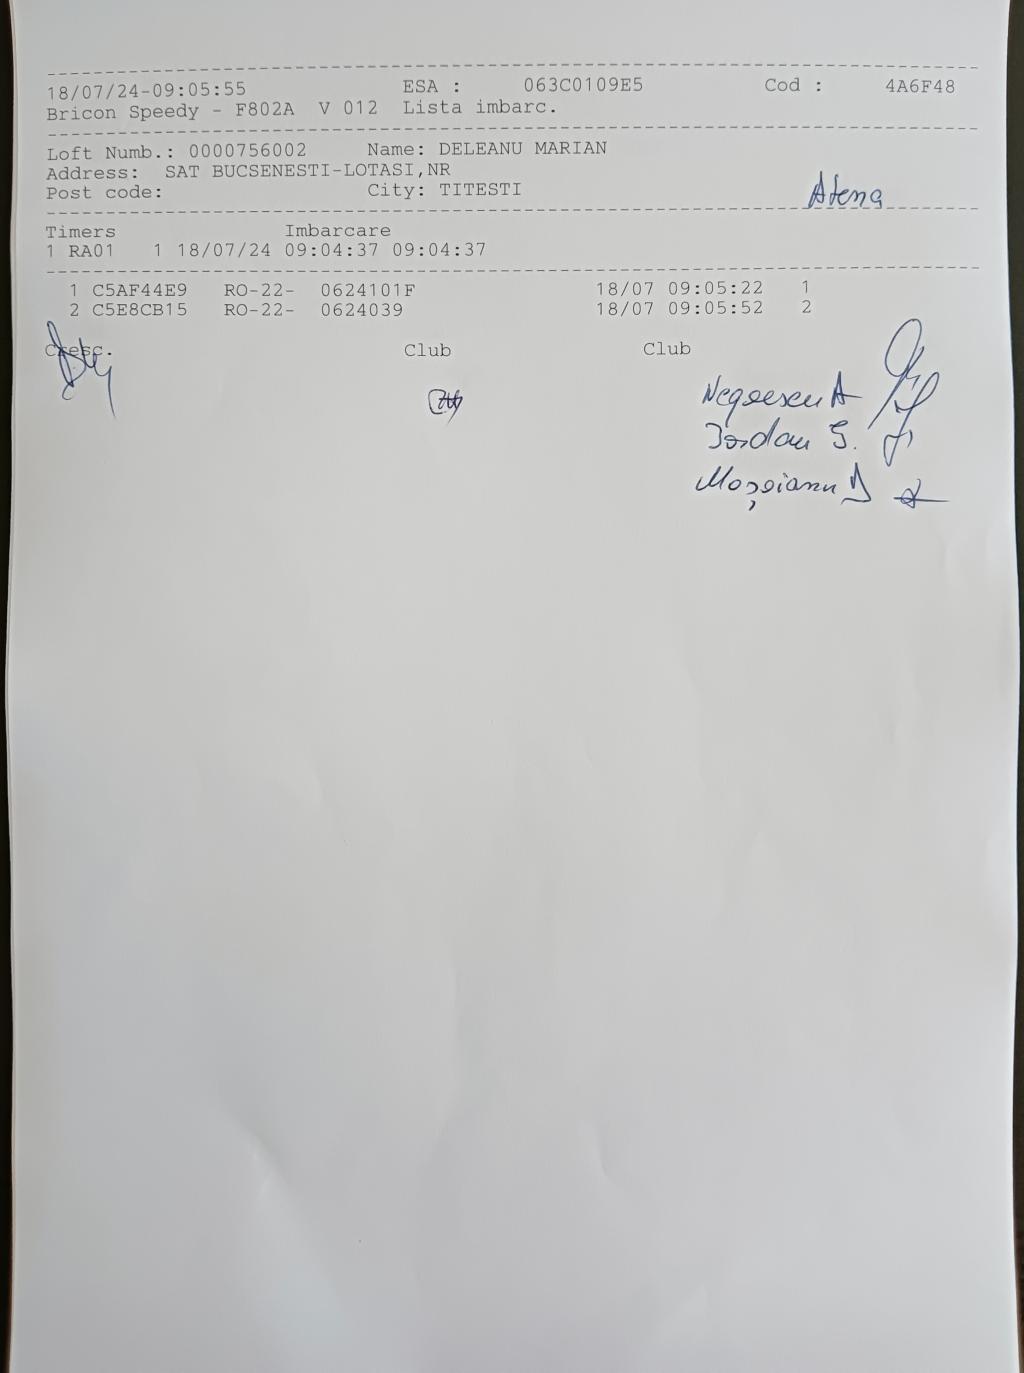 18/07/24-09:05:55 ESA : 063C0109E5 Cod : 4A6F48
Bricon Speedy - F802A V 012 Lista imbarc.
Loft Numb.: 0000756002 Name: DELEANU MARIAN
Address: SAT BUCSENESTI-LOTASI,NR
Post code: City: TITESTI
Atena
Timers Imbarcare
1 RA01 1 18/07/24 09:04:37 09:04:37
1 C5AF44E9 RO-22- 0624101F 18/07 09:05:22 1
2 C5E8CB15 RO-22- 0624039 18/07 09:05:52 2
Cresc. Club Club
Negrescu A
Iordan S.